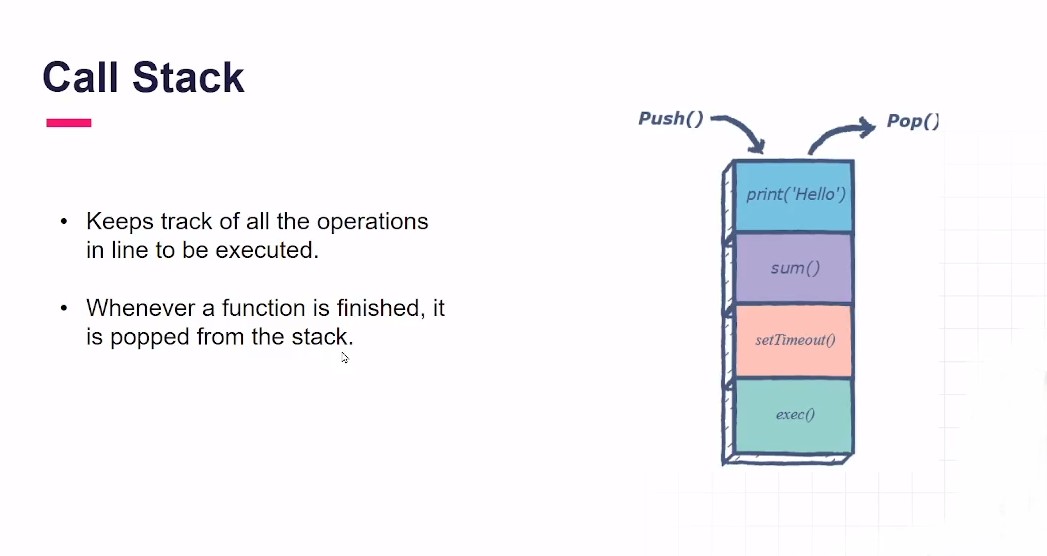 Call Stack
• Keeps track of all the operations
in line to be executed.
• Whenever a function is finished, it
is popped from the stack.
Push()
Pop()
print('Hello')
sum()
setTimeout()
exec()